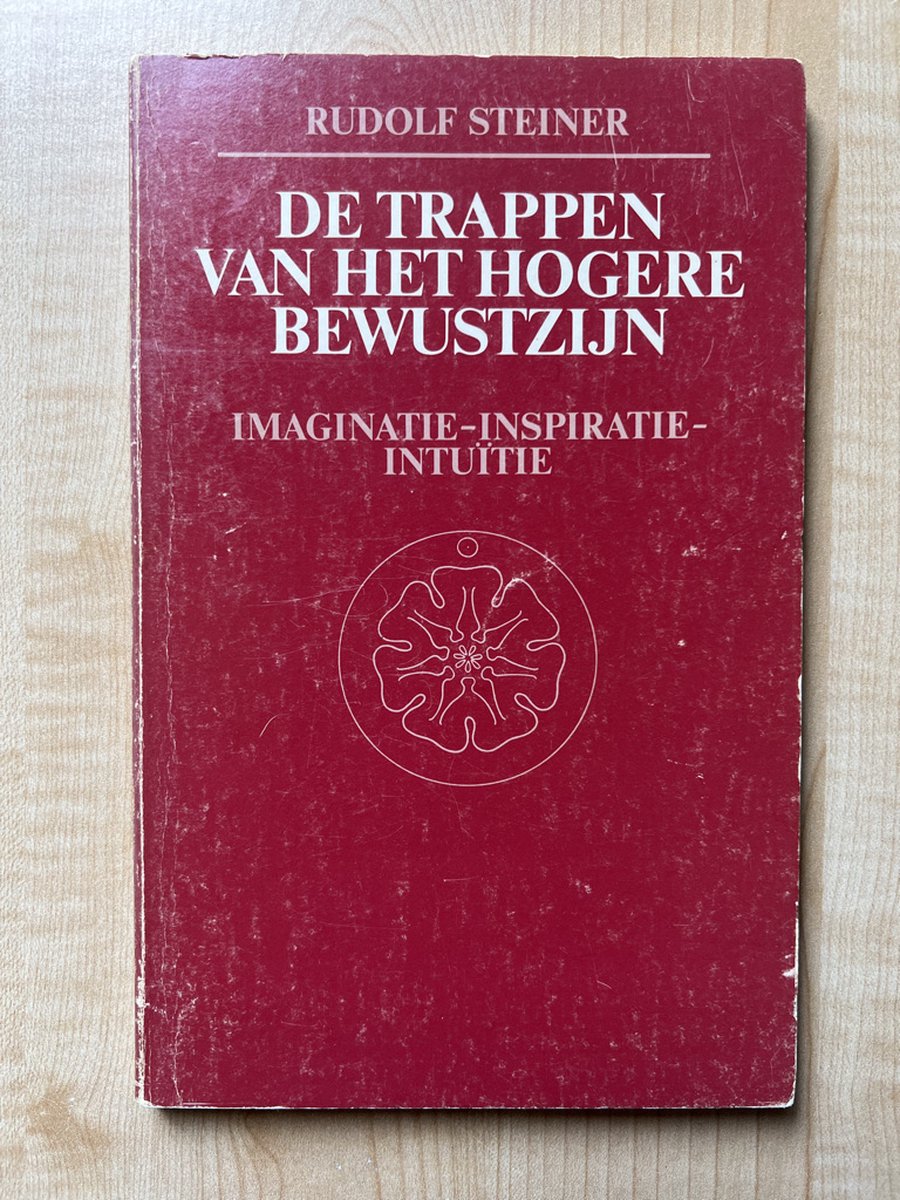 RUDOLF STEINER
DE TRAPPEN
VAN HET HOGERE
BEWUSTZIJN
IMAGINATIE-INSPIRATIE-
INTUÏTIE